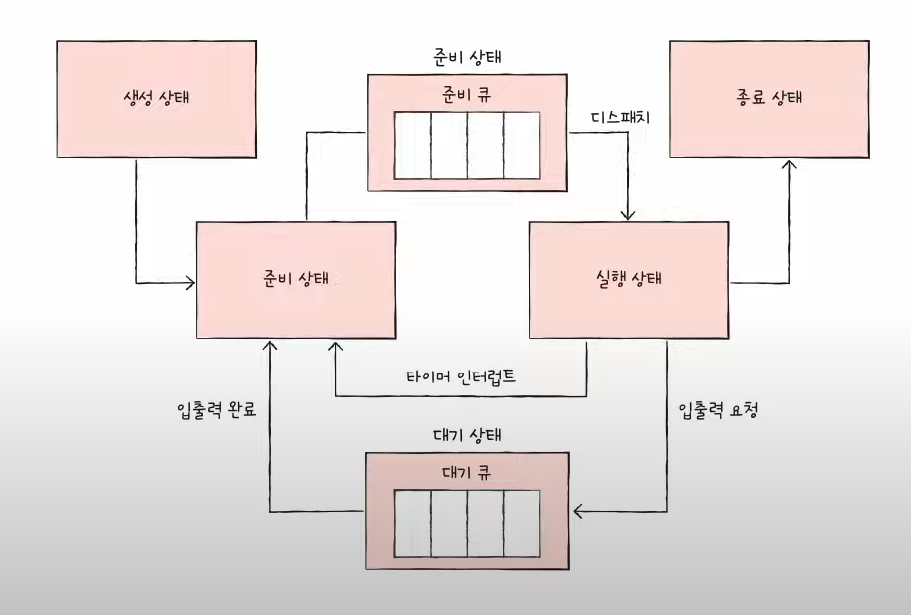 준비 상태
생성 상태
준비 큐
종료 상태
디스패치
준비 상태
실행 상태
타이머 인터럽트
입출력 완료
입출력 요청
대기 상태
대기 큐